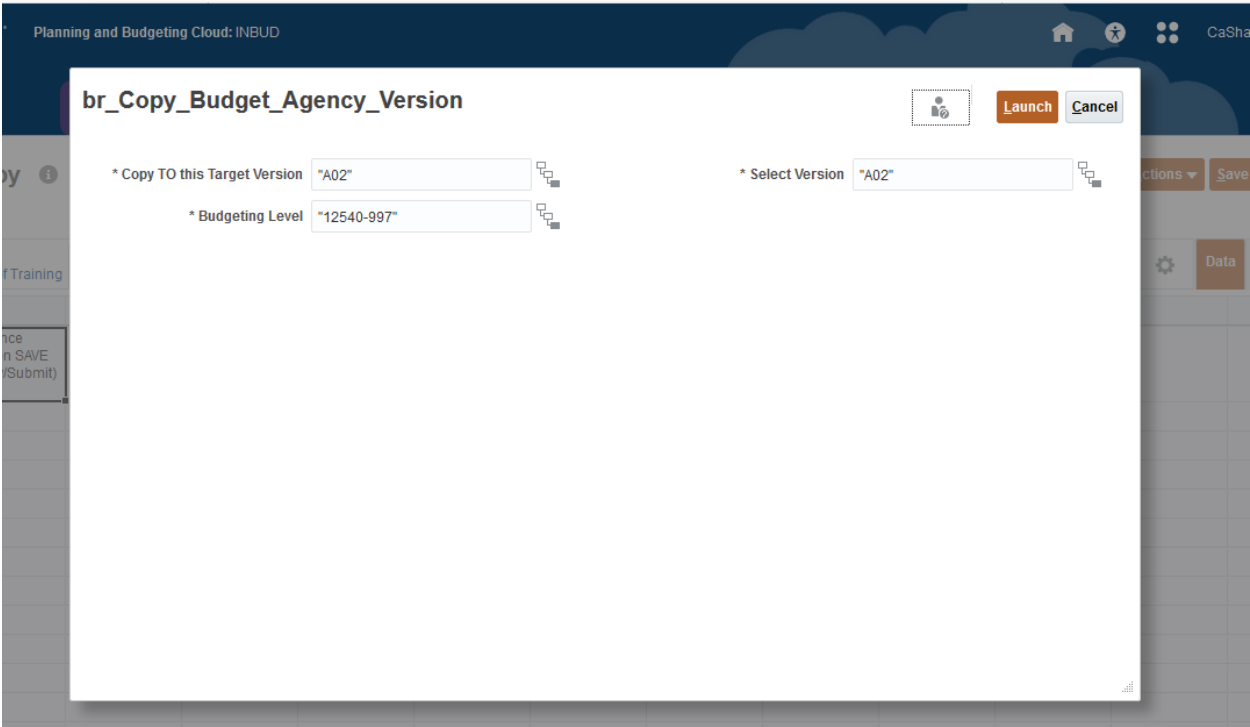 Planning and Budgeting Cloud: INBUD
CaSha
br_Copy_Budget_Agency_Version
Launch
Cancel
py
* Copy TO this Target Version "A02"
* Select Version "A02"
ctions
Save
* Budgeting Level "12540-997"
f Training
Data
nce
n SAVE
/Submit)